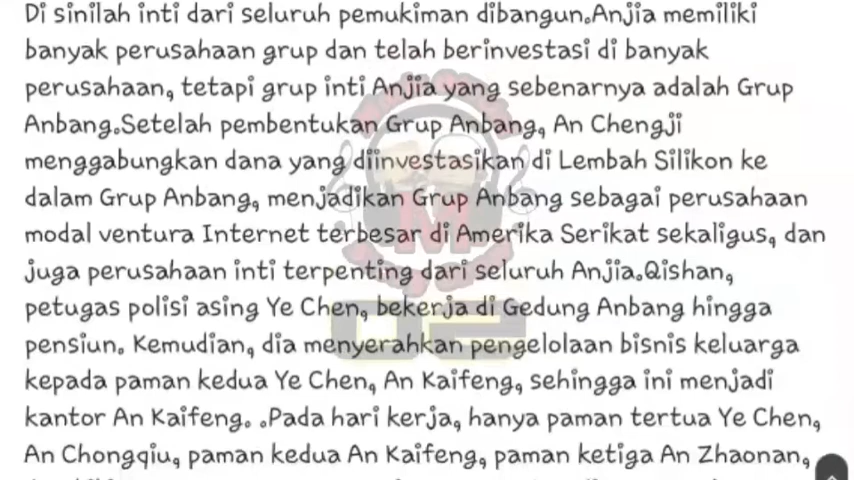 Di sinilah inti dari seluruh pemukiman dibangun.Anjia memiliki
banyak perusahaan grup dan telah berinvestasi di banyak
perusahaan, tetapi grup inti Anjia yang sebenarnya adalah Grup
Anbang.Setelah pembentukan Grup Anbang, An Chengji
menggabungkan dana yang diinvestasikan di Lembah Silikon ke
dalam Grup Anbang, menjadikan Grup Anbang sebagai perusahaan
modal ventura Internet terbesar di Amerika Serikat sekaligus, dan
juga perusahaan inti terpenting dari seluruh Anjia.Qishan,
petugas polisi asing Ye Chen, bekerja di Gedung Anbang hingga
pensiun. Kemudian, dia menyerahkan pengelolaan bisnis keluarga
kepada paman kedua Ye Chen, An Kaifeng, sehingga ini menjadi
kantor An Kaifeng. .Pada hari kerja, hanya paman tertua Ye Chen,
An Chongqiu, paman kedua An Kaifeng, paman ketiga An Zhaonan,